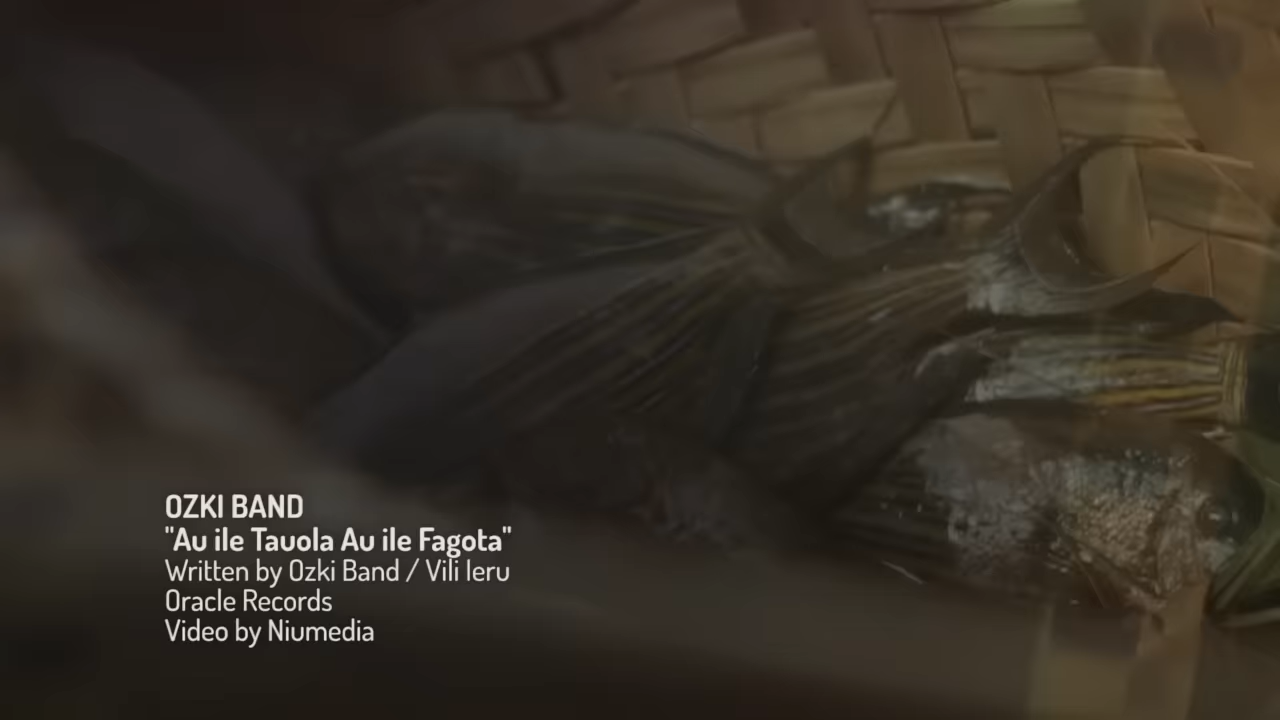 OZKI BAND
"Au ile Tauola Au ile Fagota"
Written by Ozki Band / Vili Ieru
Oracle Records
Video by Niumedia